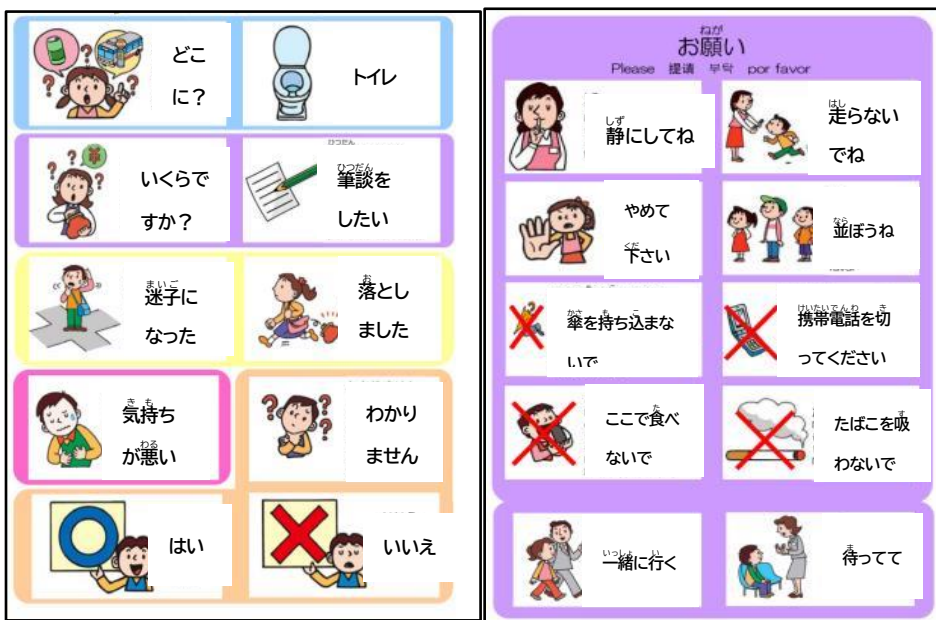 どこ
に？
トイレ
いくらで
すか？
ひつだん
筆談を
したい
まいご
迷子に
なった
お
落とし
ました
きも
気持ち
わる
が悪い
わかり
ません
はい
いいえ
ねが
お願い
Please 提请 부탁 por favor
しず
静にしてね
はし
走らない
でね
やめて
くだ
下さい
なら
並ぼうね
かさ も こ
傘を持ち込まな
いで
けいたいでんわ き
携帯電話を切
ってください
た
ここで食べ
ないで
す
たばこを吸
わないで
いっしょ い
一緒に行く
ま
待ってて